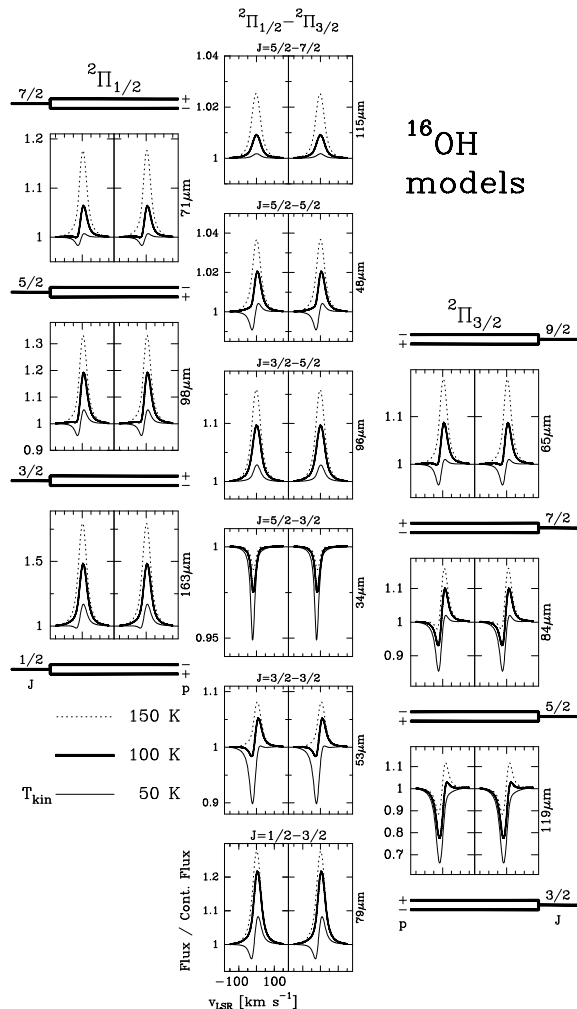 ²Π₁/₂−²Π₃/₂
J=5/2−7/2
1.04
1.02
1
115μm
²Π₁/₂
7/2
+
−
1.2
1.1
1
71μm
¹⁶OH
models
J=5/2−5/2
1.04
1.02
1
48μm
5/2
−
+
1.3
1.2
1.1
1
0.9
98μm
²Π₃/₂
−
+
9/2
J=3/2−5/2
1.1
1
96μm
1.1
1
65μm
3/2
+
−
1.5
1
163μm
J=5/2−3/2
1
0.95
34μm
+
−
7/2
1.1
1
0.9
84μm
1/2
−
+
J
p
J=3/2−3/2
1.1
1
0.9
53μm
−
+
5/2
150 K
100 K
Tkin
50 K
1.1
1
0.9
0.8
0.7
119μm
J=1/2−3/2
1.2
1.1
1
79μm
Flux / Cont. Flux
+
−
3/2
p
J
−100
0
100
vLSR [km s⁻¹]